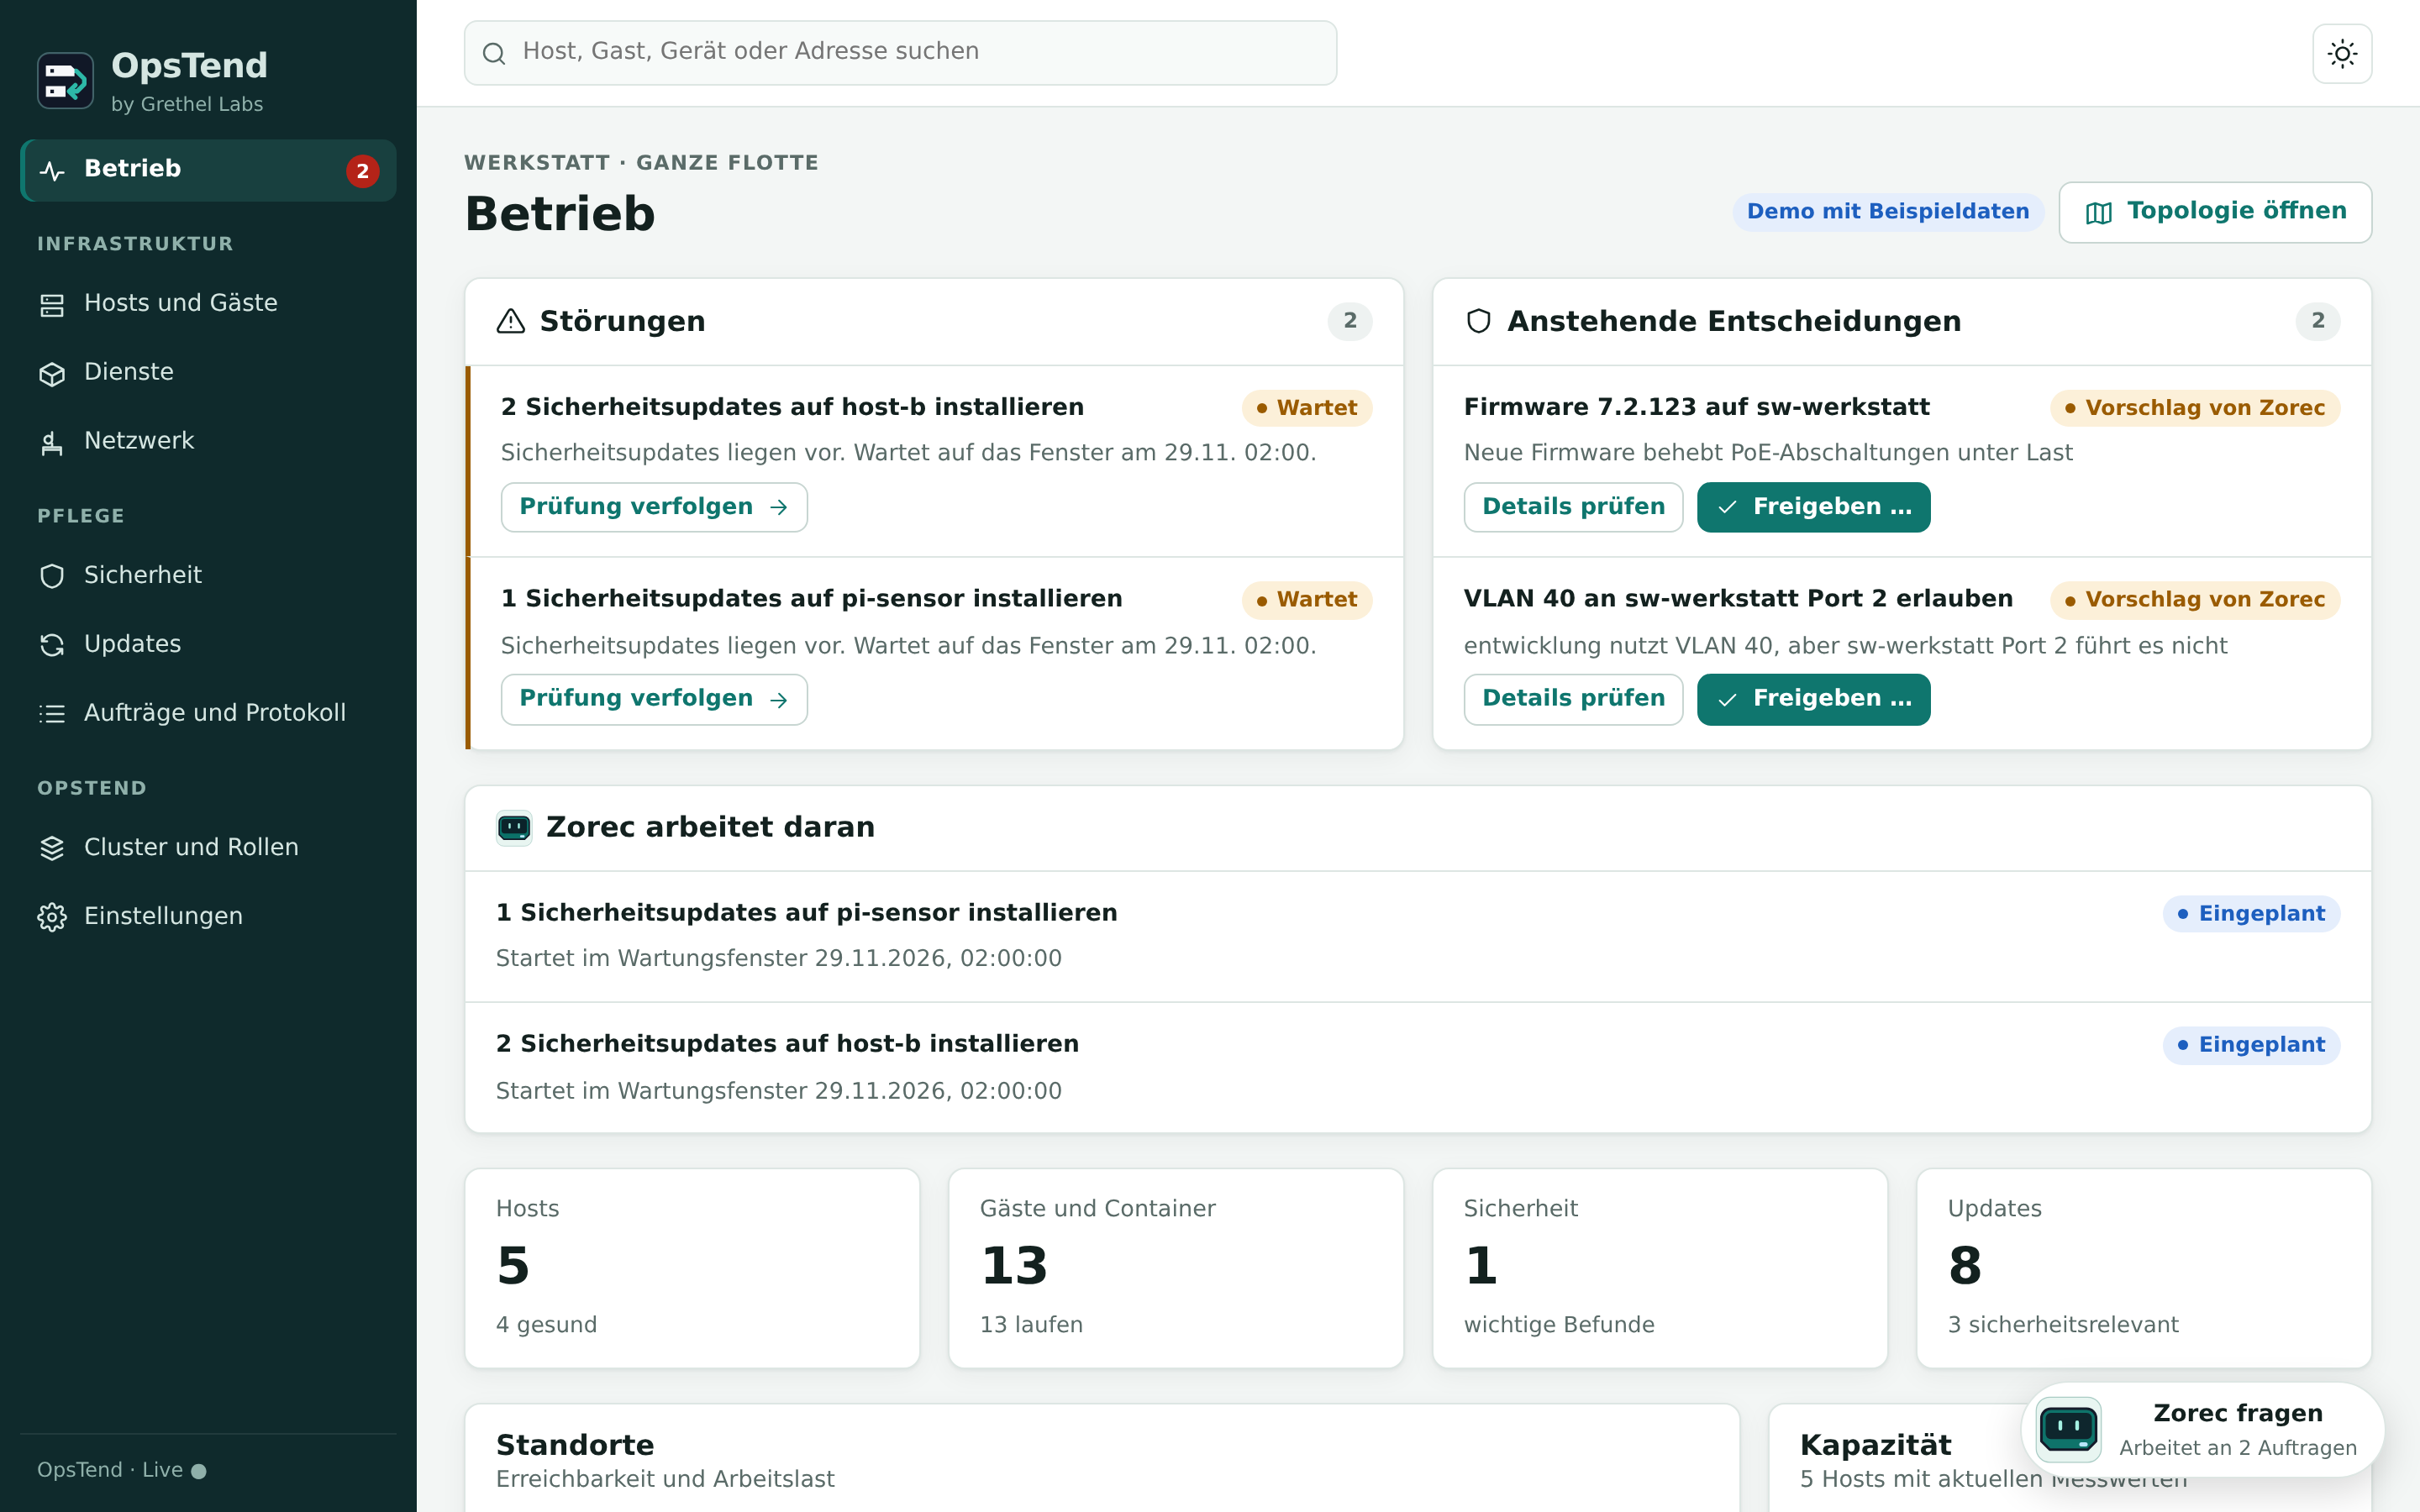 OpsTend
by Grethel Labs
Betrieb 2
INFRASTRUKTUR
Hosts und Gäste
Dienste
Netzwerk
PFLEGE
Sicherheit
Updates
Aufträge und Protokoll
OPSTEND
Cluster und Rollen
Einstellungen
OpsTend · Live
Host, Gast, Gerät oder Adresse suchen
WERKSTATT · GANZE FLOTTE
Betrieb
Demo mit Beispieldaten
Topologie öffnen
Störungen 2
2 Sicherheitsupdates auf host-b installieren
Wartet
Sicherheitsupdates liegen vor. Wartet auf das Fenster am 29.11. 02:00.
Prüfung verfolgen →
1 Sicherheitsupdates auf pi-sensor installieren
Wartet
Sicherheitsupdates liegen vor. Wartet auf das Fenster am 29.11. 02:00.
Prüfung verfolgen →
Anstehende Entscheidungen 2
Firmware 7.2.123 auf sw-werkstatt
Vorschlag von Zorec
Neue Firmware behebt PoE-Abschaltungen unter Last
Details prüfen
Freigeben ...
VLAN 40 an sw-werkstatt Port 2 erlauben
Vorschlag von Zorec
entwicklung nutzt VLAN 40, aber sw-werkstatt Port 2 führt es nicht
Details prüfen
Freigeben ...
Zorec arbeitet daran
1 Sicherheitsupdates auf pi-sensor installieren
Eingeplant
Startet im Wartungsfenster 29.11.2026, 02:00:00
2 Sicherheitsupdates auf host-b installieren
Eingeplant
Startet im Wartungsfenster 29.11.2026, 02:00:00
Hosts
5
4 gesund
Gäste und Container
13
13 laufen
Sicherheit
1
wichtige Befunde
Updates
8
3 sicherheitsrelevant
Standorte
Erreichbarkeit und Arbeitslast
Kapazität
5 Hosts mit aktuellen Messwerten
Zorec fragen
Arbeitet an 2 Auftragen